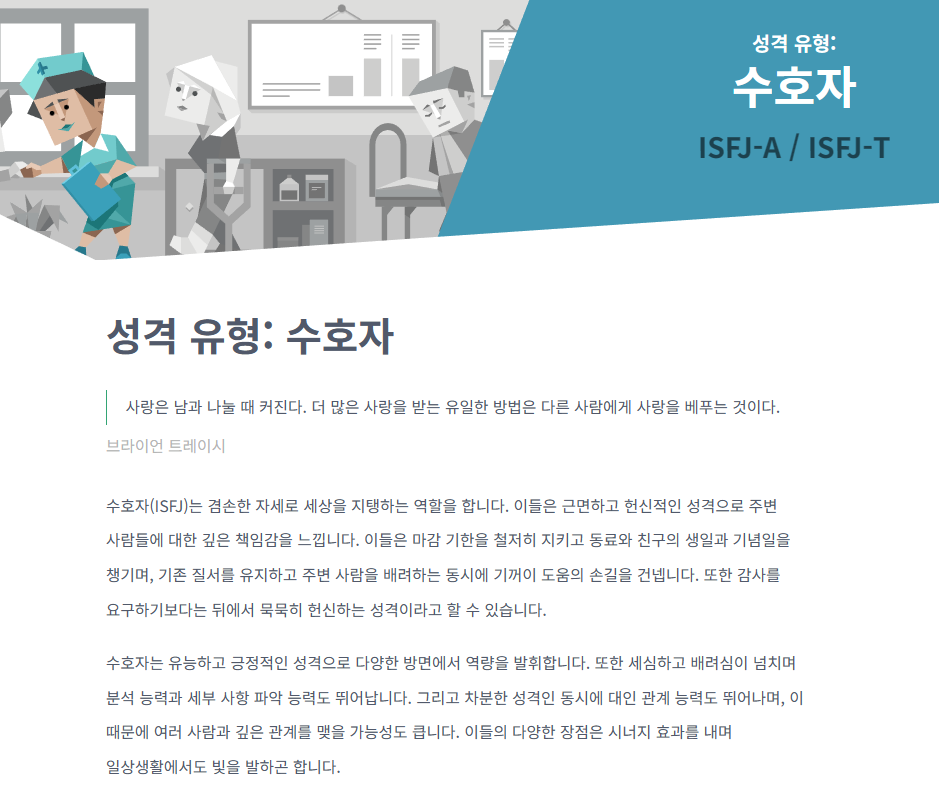 성격 유형:
수호자
ISFJ-A / ISFJ-T
성격 유형: 수호자
사랑은 남과 나눌 때 커진다. 더 많은 사랑을 받는 유일한 방법은 다른 사람에게 사랑을 베푸는 것이다.
브라이언 트레이시
수호자(ISFJ)는 겸손한 자세로 세상을 지탱하는 역할을 합니다. 이들은 근면하고 헌신적인 성격으로 주변
사람들에 대한 깊은 책임감을 느낍니다. 이들은 마감 기한을 철저히 지키고 동료와 친구의 생일과 기념일을
챙기며, 기존 질서를 유지하고 주변 사람을 배려하는 동시에 기꺼이 도움의 손길을 건넵니다. 또한 감사를
요구하기보다는 뒤에서 묵묵히 헌신하는 성격이라고 할 수 있습니다.
수호자는 유능하고 긍정적인 성격으로 다양한 방면에서 역량을 발휘합니다. 또한 세심하고 배려심이 넘치며
분석 능력과 세부 사항 파악 능력도 뛰어납니다. 그리고 차분한 성격인 동시에 대인 관계 능력도 뛰어나며, 이
때문에 여러 사람과 깊은 관계를 맺을 가능성도 큽니다. 이들의 다양한 장점은 시너지 효과를 내며
일상생활에서도 빛을 발하곤 합니다.